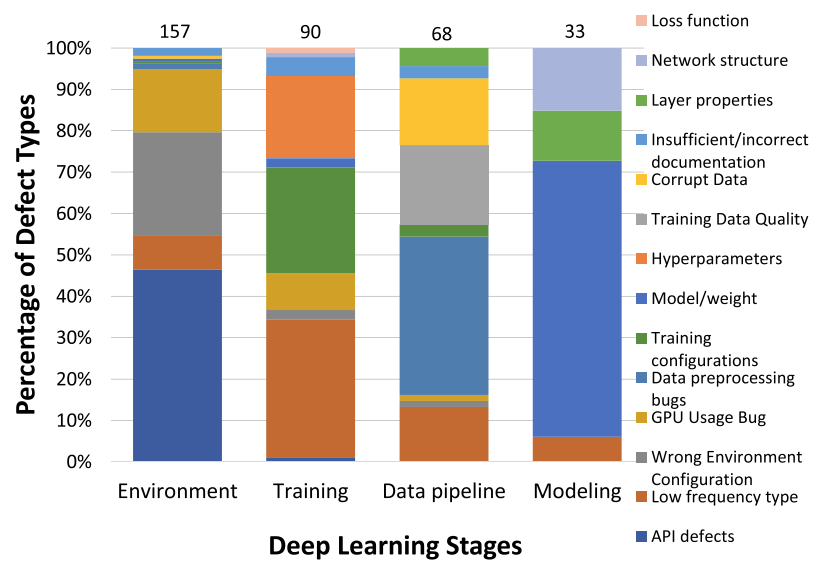 157 90 68 33
100%
90%
80%
70%
60%
50%
40%
30%
20%
10%
0%
Percentage of Defect Types
Environment Training Data pipeline Modeling
Deep Learning Stages
Loss function
Network structure
Layer properties
Insufficient/incorrect
documentation
Corrupt Data
Training Data Quality
Hyperparameters
Model/weight
Training
configurations
Data preprocessing
bugs
GPU Usage Bug
Wrong Environment
Configuration
Low frequency type
API defects